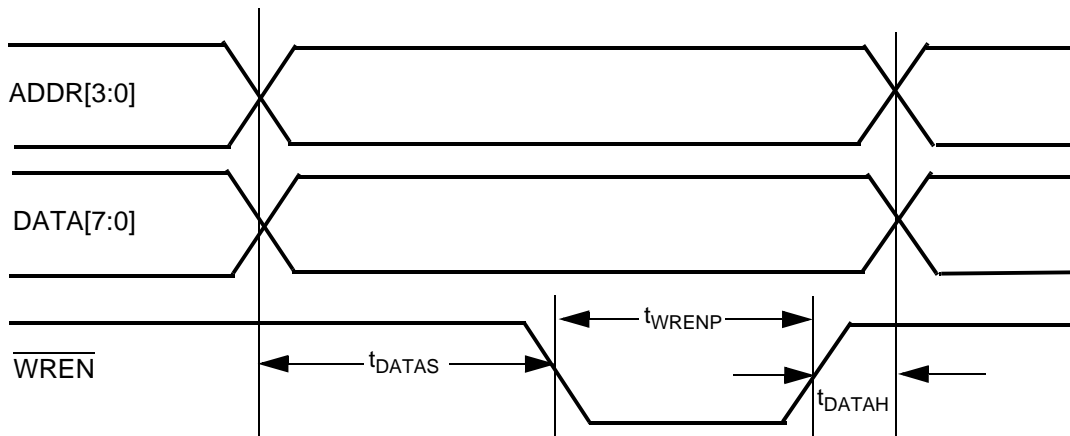 ADDR[3:0]
DATA[7:0]
tWRENP
WREN
tDATAS
tDATAH